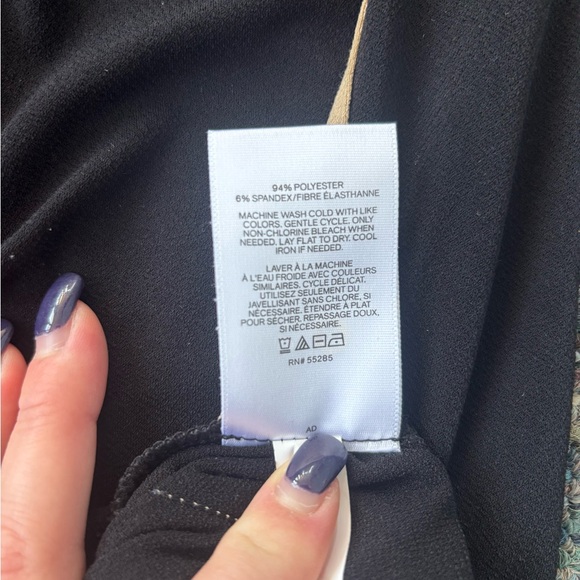 94% POLYESTER
6% SPANDEX/FIBRE ÉLASTHANNE
MACHINE WASH COLD WITH LIKE
COLORS. GENTLE CYCLE. ONLY
NON-CHLORINE BLEACH WHEN
NEEDED. LAY FLAT TO DRY. COOL
IRON IF NEEDED.
LAVER À LA MACHINE
À L'EAU FROIDE AVEC COULEURS
SIMILAIRES. CYCLE DÉLICAT.
UTILISEZ SEULEMENT DU
JAVELLISANT SANS CHLORE, SI
NÉCESSAIRE. ÉTENDRE À PLAT
POUR SÉCHER, REPASSAGE DOUX,
SI NÉCESSAIRE.
RN# 55285
AD